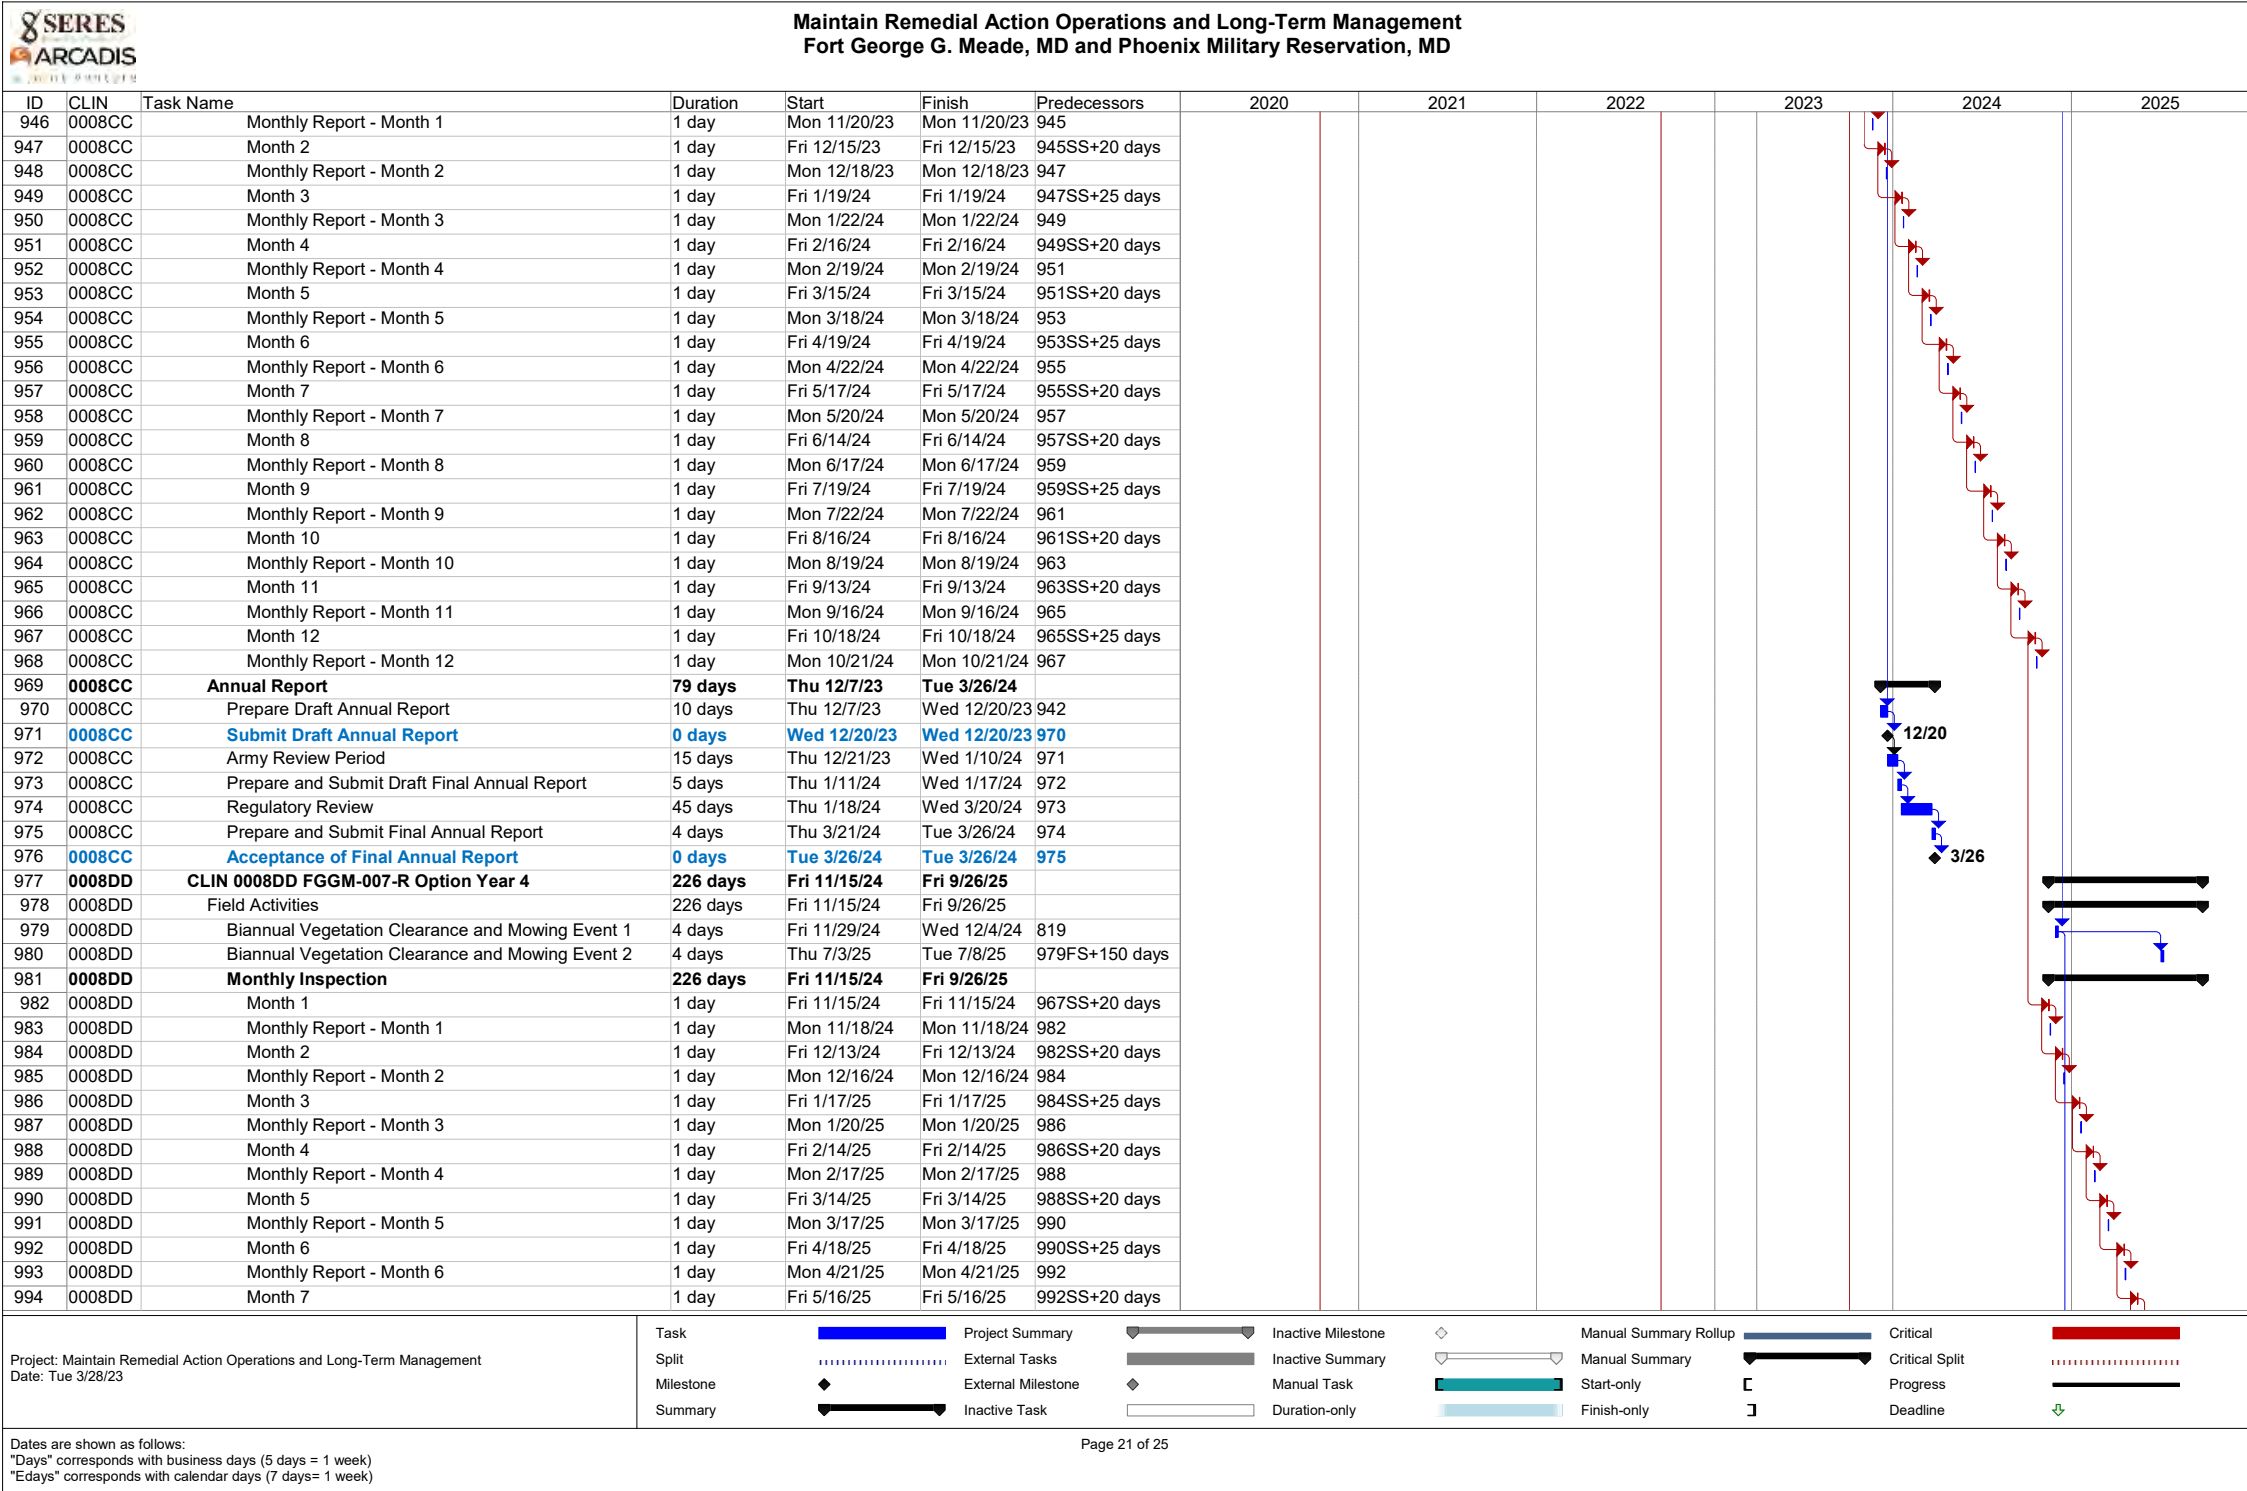 SERES
ARCADIS
Maintain Remedial Action Operations and Long-Term Management
Fort George G. Meade, MD and Phoenix Military Reservation, MD
ID CLIN Task Name Duration Start Finish Predecessors 2020 2021 2022 2023 2024 2025
946 0008CC Monthly Report - Month 1 1 day Mon 11/20/23 Mon 11/20/23 945
947 0008CC Month 2 1 day Fri 12/15/23 Fri 12/15/23 945SS+20 days
948 0008CC Monthly Report - Month 2 1 day Mon 12/18/23 Mon 12/18/23 947
949 0008CC Month 3 1 day Fri 1/19/24 Fri 1/19/24 947SS+25 days
950 0008CC Monthly Report - Month 3 1 day Mon 1/22/24 Mon 1/22/24 949
951 0008CC Month 4 1 day Fri 2/16/24 Fri 2/16/24 949SS+20 days
952 0008CC Monthly Report - Month 4 1 day Mon 2/19/24 Mon 2/19/24 951
953 0008CC Month 5 1 day Fri 3/15/24 Fri 3/15/24 951SS+20 days
954 0008CC Monthly Report - Month 5 1 day Mon 3/18/24 Mon 3/18/24 953
955 0008CC Month 6 1 day Fri 4/19/24 Fri 4/19/24 953SS+25 days
956 0008CC Monthly Report - Month 6 1 day Mon 4/22/24 Mon 4/22/24 955
957 0008CC Month 7 1 day Fri 5/17/24 Fri 5/17/24 955SS+20 days
958 0008CC Monthly Report - Month 7 1 day Mon 5/20/24 Mon 5/20/24 957
959 0008CC Month 8 1 day Fri 6/14/24 Fri 6/14/24 957SS+20 days
960 0008CC Monthly Report - Month 8 1 day Mon 6/17/24 Mon 6/17/24 959
961 0008CC Month 9 1 day Fri 7/19/24 Fri 7/19/24 959SS+25 days
962 0008CC Monthly Report - Month 9 1 day Mon 7/22/24 Mon 7/22/24 961
963 0008CC Month 10 1 day Fri 8/16/24 Fri 8/16/24 961SS+20 days
964 0008CC Monthly Report - Month 10 1 day Mon 8/19/24 Mon 8/19/24 963
965 0008CC Month 11 1 day Fri 9/13/24 Fri 9/13/24 963SS+20 days
966 0008CC Monthly Report - Month 11 1 day Mon 9/16/24 Mon 9/16/24 965
967 0008CC Month 12 1 day Fri 10/18/24 Fri 10/18/24 965SS+25 days
968 0008CC Monthly Report - Month 12 1 day Mon 10/21/24 Mon 10/21/24 967
969 0008CC Annual Report 79 days Thu 12/7/23 Tue 3/26/24
970 0008CC Prepare Draft Annual Report 10 days Thu 12/7/23 Wed 12/20/23 942
971 0008CC Submit Draft Annual Report 0 days Wed 12/20/23 Wed 12/20/23 970 12/20
972 0008CC Army Review Period 15 days Thu 12/21/23 Wed 1/10/24 971
973 0008CC Prepare and Submit Draft Final Annual Report 5 days Thu 1/11/24 Wed 1/17/24 972
974 0008CC Regulatory Review 45 days Thu 1/18/24 Wed 3/20/24 973
975 0008CC Prepare and Submit Final Annual Report 4 days Thu 3/21/24 Tue 3/26/24 974
976 0008CC Acceptance of Final Annual Report 0 days Tue 3/26/24 Tue 3/26/24 975 3/26
977 0008DD CLIN 0008DD FGGM-007-R Option Year 4 226 days Fri 11/15/24 Fri 9/26/25
978 0008DD Field Activities 226 days Fri 11/15/24 Fri 9/26/25
979 0008DD Biannual Vegetation Clearance and Mowing Event 1 4 days Fri 11/29/24 Wed 12/4/24 819
980 0008DD Biannual Vegetation Clearance and Mowing Event 2 4 days Thu 7/3/25 Tue 7/8/25 979FS+150 days
981 0008DD Monthly Inspection 226 days Fri 11/15/24 Fri 9/26/25
982 0008DD Month 1 1 day Fri 11/15/24 Fri 11/15/24 967SS+20 days
983 0008DD Monthly Report - Month 1 1 day Mon 11/18/24 Mon 11/18/24 982
984 0008DD Month 2 1 day Fri 12/13/24 Fri 12/13/24 982SS+20 days
985 0008DD Monthly Report - Month 2 1 day Mon 12/16/24 Mon 12/16/24 984
986 0008DD Month 3 1 day Fri 1/17/25 Fri 1/17/25 984SS+25 days
987 0008DD Monthly Report - Month 3 1 day Mon 1/20/25 Mon 1/20/25 986
988 0008DD Month 4 1 day Fri 2/14/25 Fri 2/14/25 986SS+20 days
989 0008DD Monthly Report - Month 4 1 day Mon 2/17/25 Mon 2/17/25 988
990 0008DD Month 5 1 day Fri 3/14/25 Fri 3/14/25 988SS+20 days
991 0008DD Monthly Report - Month 5 1 day Mon 3/17/25 Mon 3/17/25 990
992 0008DD Month 6 1 day Fri 4/18/25 Fri 4/18/25 990SS+25 days
993 0008DD Monthly Report - Month 6 1 day Mon 4/21/25 Mon 4/21/25 992
994 0008DD Month 7 1 day Fri 5/16/25 Fri 5/16/25 992SS+20 days
Project: Maintain Remedial Action Operations and Long-Term Management
Date: Tue 3/28/23
Task Project Summary Inactive Milestone Manual Summary Rollup Critical
Split External Tasks Inactive Summary Manual Summary Critical Split
Milestone External Milestone Manual Task Start-only Progress
Summary Inactive Task Duration-only Finish-only Deadline
Dates are shown as follows:
"Days" corresponds with business days (5 days = 1 week)
"Edays" corresponds with calendar days (7 days= 1 week)
Page 21 of 25